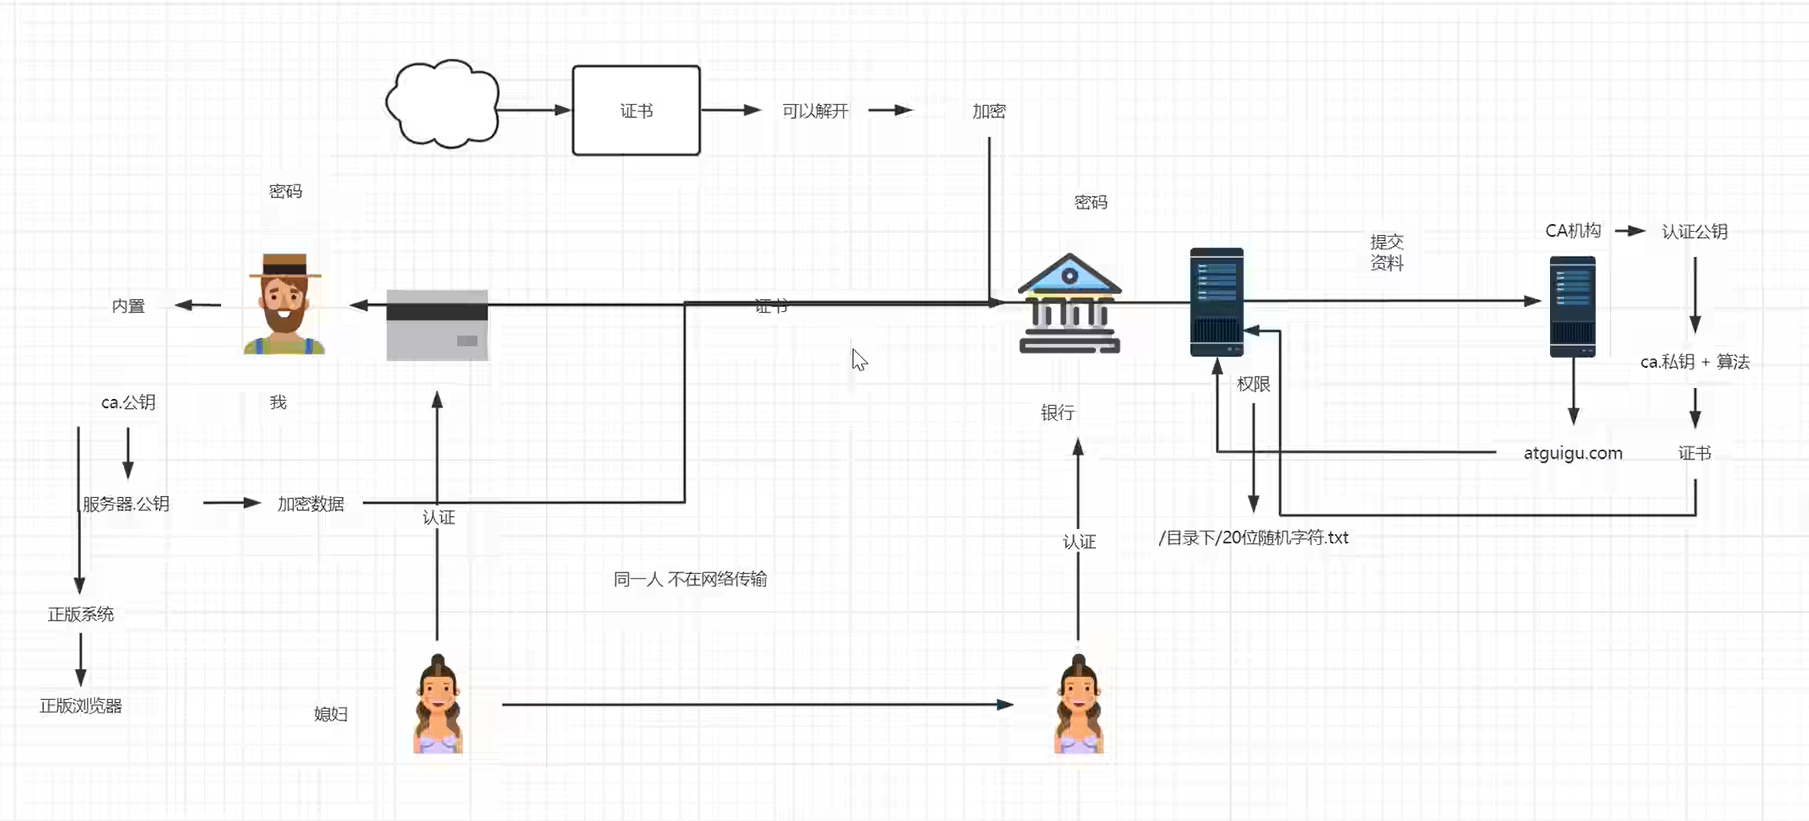 证书
可以解开
加密
密码
密码
CA机构
认证公钥
提交
资料
内置
证书
ca.私钥 + 算法
权限
ca.公钥
我
银行
atguigu.com
证书
服务器.公钥
加密数据
认证
/目录下/20位随机字符.txt
认证
同一人 不在网络传输
正版系统
正版浏览器
媳妇